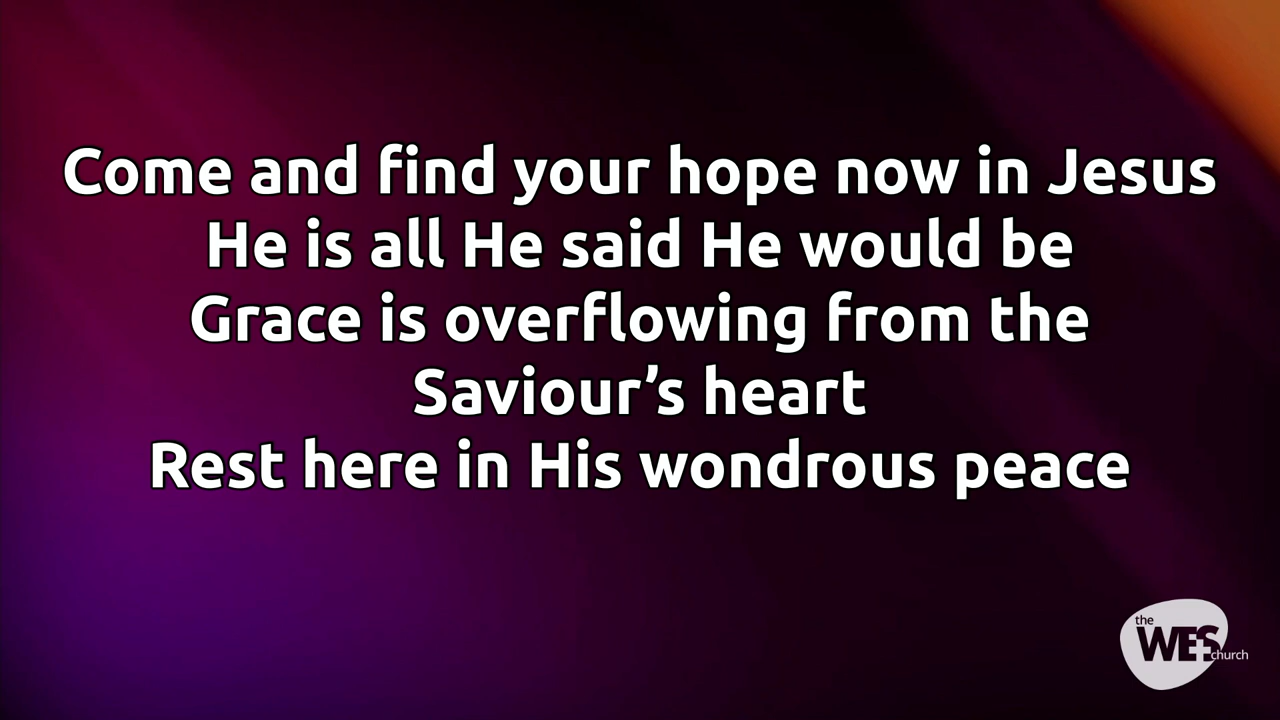 Come and find your hope now in Jesus
He is all He said He would be
Grace is overflowing from the
Saviour’s heart
Rest here in His wondrous peace
the
WES
church